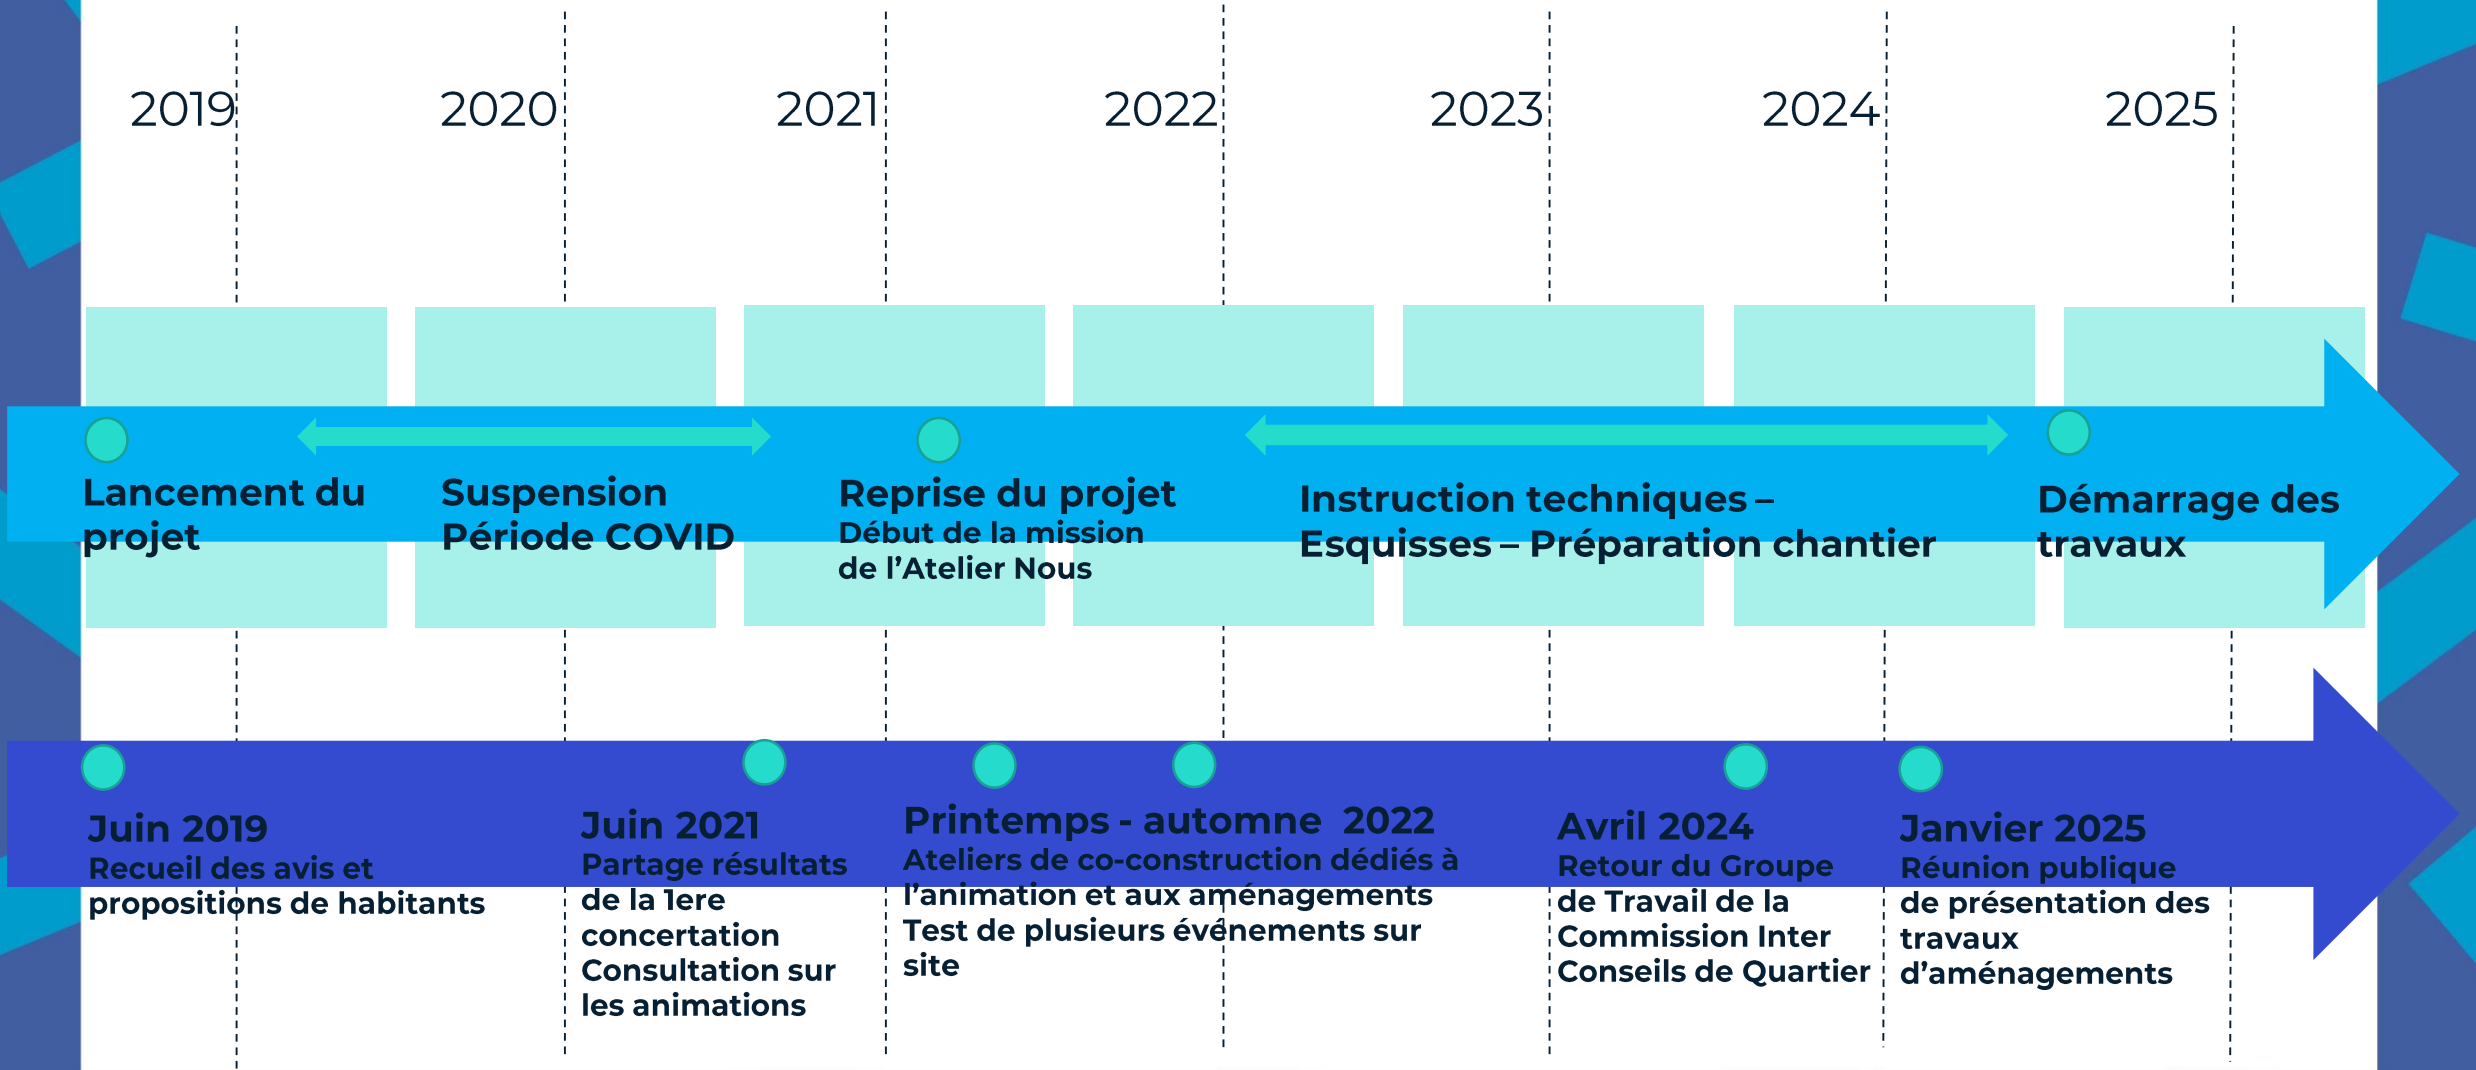 2019
2020
2021
2022
2023
2024
2025
Lancement du
projet
Suspension
Période COVID
Reprise du projet
Début de la mission
de l’Atelier Nous
Instruction techniques –
Esquisses – Préparation chantier
Démarrage des
travaux
Juin 2019
Recueil des avis et
propositions de habitants
Juin 2021
Partage résultats
de la 1ere
concertation
Consultation sur
les animations
Printemps - automne  2022
Ateliers de co-construction dédiés à
l’animation et aux aménagements
Test de plusieurs événements sur
site
Avril 2024
Retour du Groupe
de Travail de la
Commission Inter
Conseils de Quartier
Janvier 2025
Réunion publique
de présentation des
travaux
d’aménagements